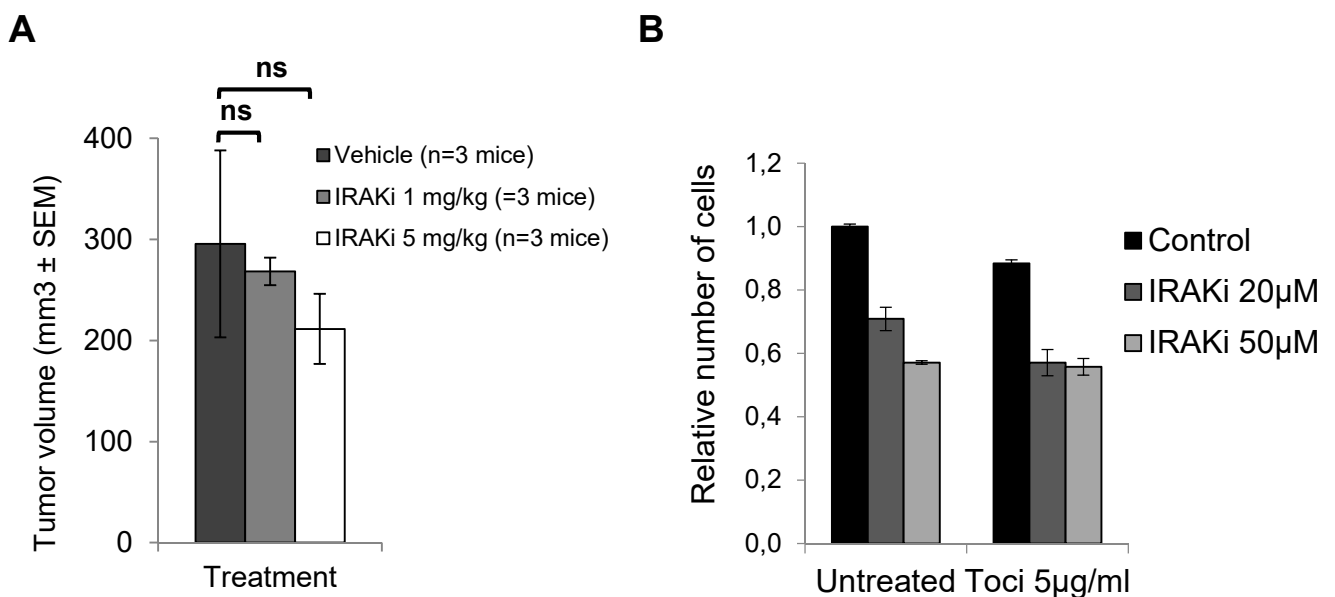 A
ns
ns
Tumor volume (mm3 ± SEM)
400
300
200
100
0
Vehicle (n=3 mice)
IRAKi 1 mg/kg (=3 mice)
IRAKi 5 mg/kg (n=3 mice)
Treatment
B
Relative number of cells
1,2
1,0
0,8
0,6
0,4
0,2
0,0
Control
IRAKi 20µM
IRAKi 50µM
Untreated Toci 5µg/ml